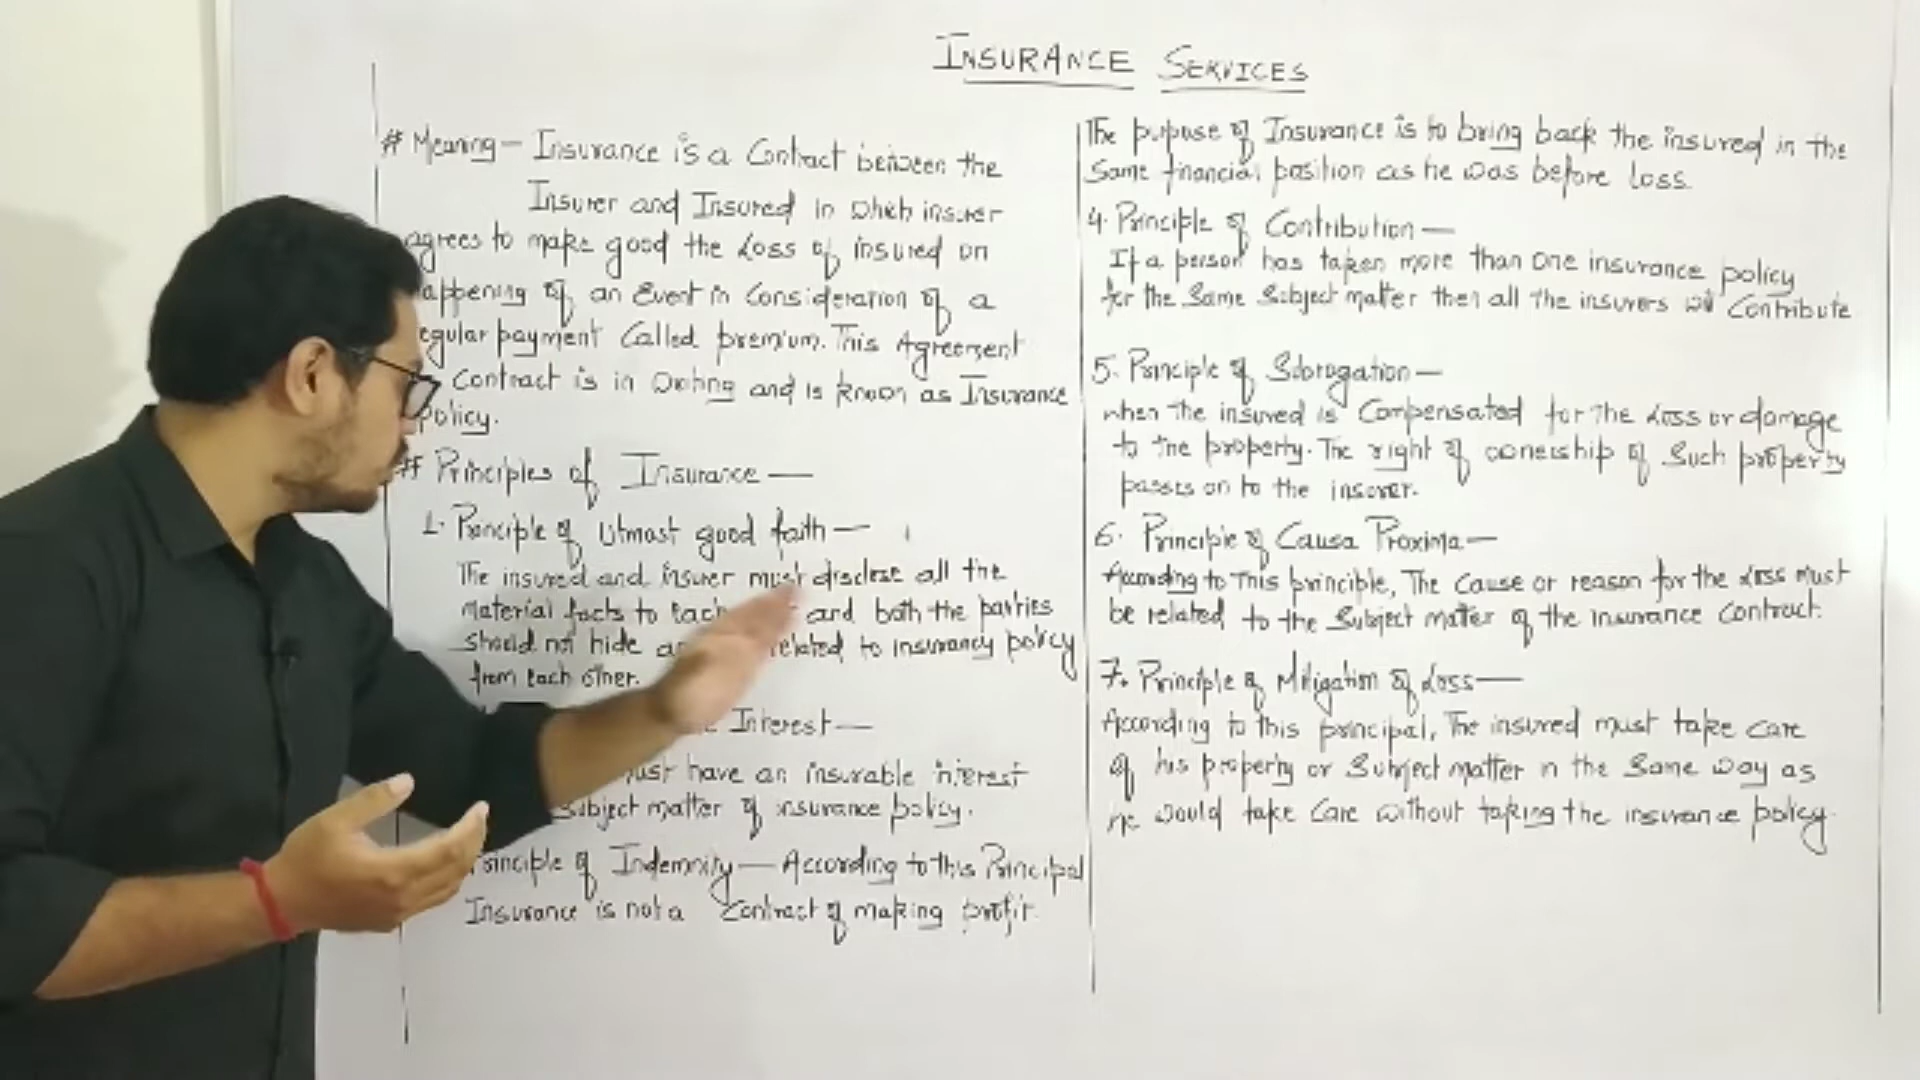 INSURANCE SERVICES
# Meaning - Insurance is a Contract between the
Insurer and Insured in which insurer
agrees to make good the Loss of insured on
appening of an Event in Consideration of a
egular payment Called premium. This Agreement
Contract is in writing and is known as Insurance
policy.
# Principles of Insurance —
1. Principle of Utmost good faith —
The insured and insurer must disclose all the
material facts to each and both the parties
should not hide related to insurancy policy
from each other.
Interest —
must have an insurable interest
subject matter of insurance policy.
Principle of Indemnity — According to this Principal
Insurance is not a Contract of making profit.
The purpuse of Insurance is to bring back the insured in the
Same financial position as he was before loss.
4. Principle of Contribution —
If a person has taken more than one insurance policy
for the Same Subject matter then all the insurers will Contribute
5. Principle of Sbrogation —
when the insured is Compensated for the Loss or damage
to the property. The right of ownership of Such property
passes on to the insurer.
6. Principle of Causa Proxima —
According to This principle, The Cause or reason for the Loss Must
be related to the Subject matter of the insurance Contract.
7. Principle of Mitigation of Loss —
According to this principal, The insured must take care
of his property or Subject matter in the Same way as
he would take care without taking the insurance policy.